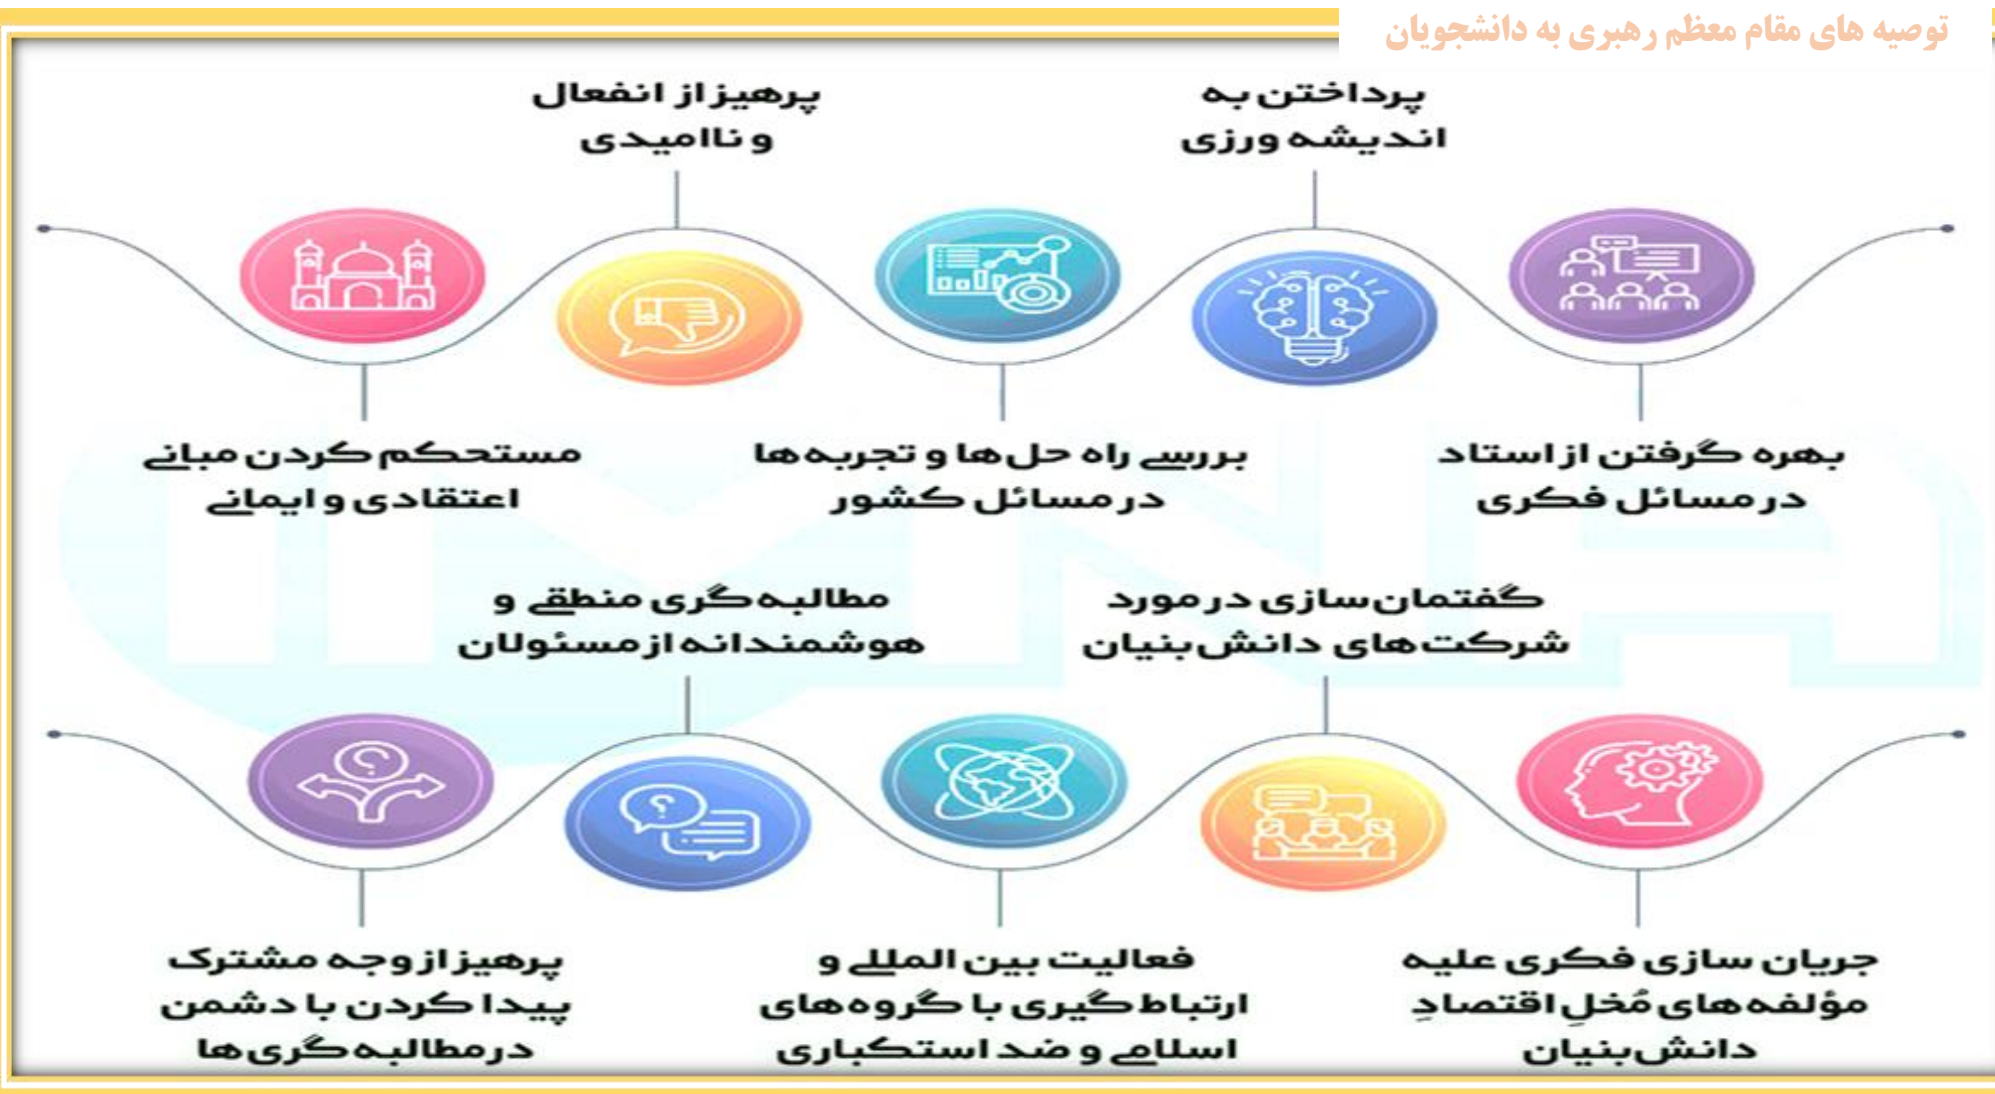 توصیه های مقام معظم رهبری به دانشجویان
پرداختن به
اندیشه ورزی
پرهیز از انفعال
و ناامیدی
بهره گرفتن از استاد
در مسائل فکری
بررسی راه حل‌ها و تجربه‌ها
در مسائل کشور
مستحکم کردن مبانی
اعتقادی و ایمانی
گفتمان‌سازی در مورد
شرکت‌های دانش‌بنیان
مطالبه‌گری منطقی و
هوشمندانه از مسئولان
جریان سازی فکری علیه
مؤلفه‌های مُخلِ اقتصادِ
دانش‌بنیان
فعالیت بین المللی و
ارتباط‌گیری با گروه‌های
اسلامی و ضد استکباری
پرهیز از وجه مشترک
پیدا کردن با دشمن
در مطالبه‌گری‌ها
؟
؟
IMNA